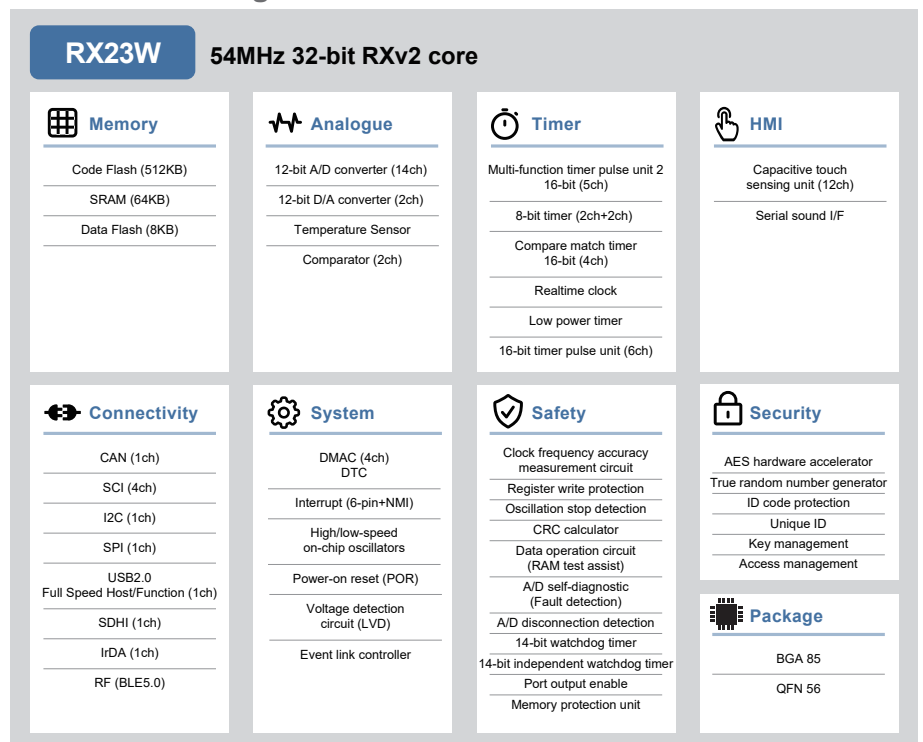 RX23W
54MHz 32-bit RXv2 core
Memory
Code Flash (512KB)
SRAM (64KB)
Data Flash (8KB)
Analogue
12-bit A/D converter (14ch)
12-bit D/A converter (2ch)
Temperature Sensor
Comparator (2ch)
Timer
Multi-function timer pulse unit 2
16-bit (5ch)
8-bit timer (2ch+2ch)
Compare match timer
16-bit (4ch)
Realtime clock
Low power timer
16-bit timer pulse unit (6ch)
HMI
Capacitive touch
sensing unit (12ch)
Serial sound I/F
Connectivity
CAN (1ch)
SCI (4ch)
I2C (1ch)
SPI (1ch)
USB2.0
Full Speed Host/Function (1ch)
SDHI (1ch)
IrDA (1ch)
RF (BLE5.0)
System
DMAC (4ch)
DTC
Interrupt (6-pin+NMI)
High/low-speed
on-chip oscillators
Power-on reset (POR)
Voltage detection
circuit (LVD)
Event link controller
Safety
Clock frequency accuracy
measurement circuit
Register write protection
Oscillation stop detection
CRC calculator
Data operation circuit
(RAM test assist)
A/D self-diagnostic
(Fault detection)
A/D disconnection detection
14-bit watchdog timer
14-bit independent watchdog timer
Port output enable
Memory protection unit
Security
AES hardware accelerator
True random number generator
ID code protection
Unique ID
Key management
Access management
Package
BGA 85
QFN 56